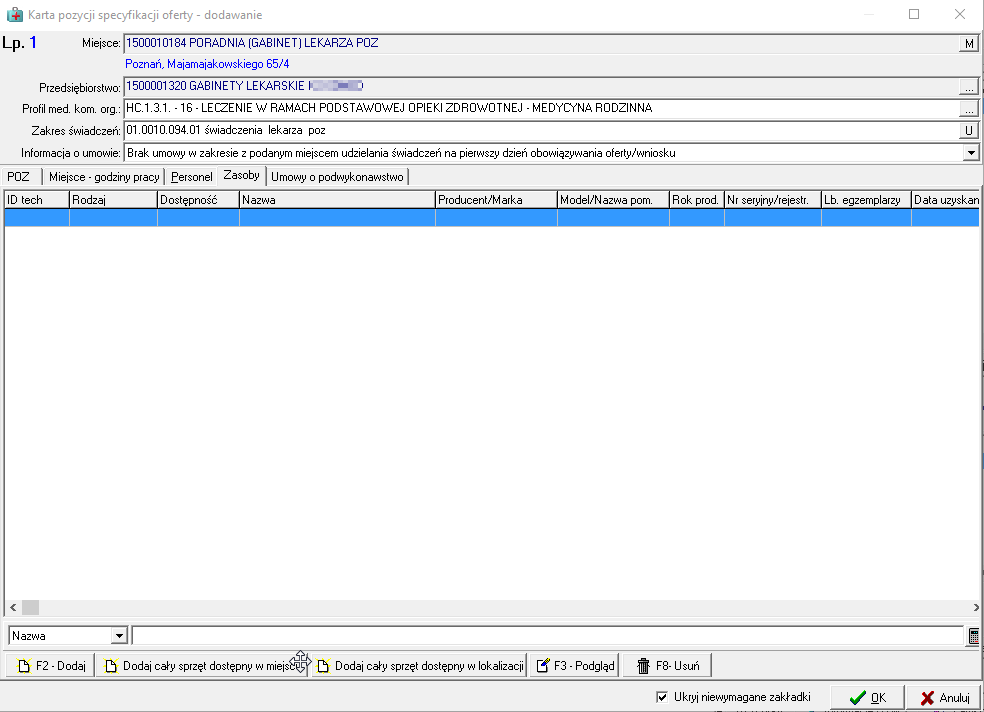 Karta pozycji specyfikacji oferty - dodawanie
Lp. 1
Miejsce: 1500010184 PORADNIA (GABINET) LEKARZA POZ M
Poznań, Majamajakowskiego 65/4
Przedsiębiorstwo: 1500001320 GABINETY LEKARSKIE ...
Profil med. kom. org.: HC.1.3.1. - 16 - LECZENIE W RAMACH PODSTAWOWEJ OPIEKI ZDROWOTNEJ - MEDYCYNA RODZINNA ...
Zakres świadczeń: 01.0010.094.01 świadczenia lekarza poz U
Informacja o umowie: Brak umowy w zakresie z podanym miejscem udzielania świadczeń na pierwszy dzień obowiązywania oferty/wniosku
POZ Miejsce - godziny pracy Personel Zasoby Umowy o podwykonawstwo
ID tech Rodzaj Dostępność Nazwa Producent/Marka Model/Nazwa pom. Rok prod. Nr seryjny/rejestr. Lb. egzemplarzy Data uzyskan
Nazwa
F2 - Dodaj Dodaj cały sprzęt dostępny w miejsc Dodaj cały sprzęt dostępny w lokalizacji F3 - Podgląd F8- Usuń
Ukryj niewymagane zakładki OK Anuluj